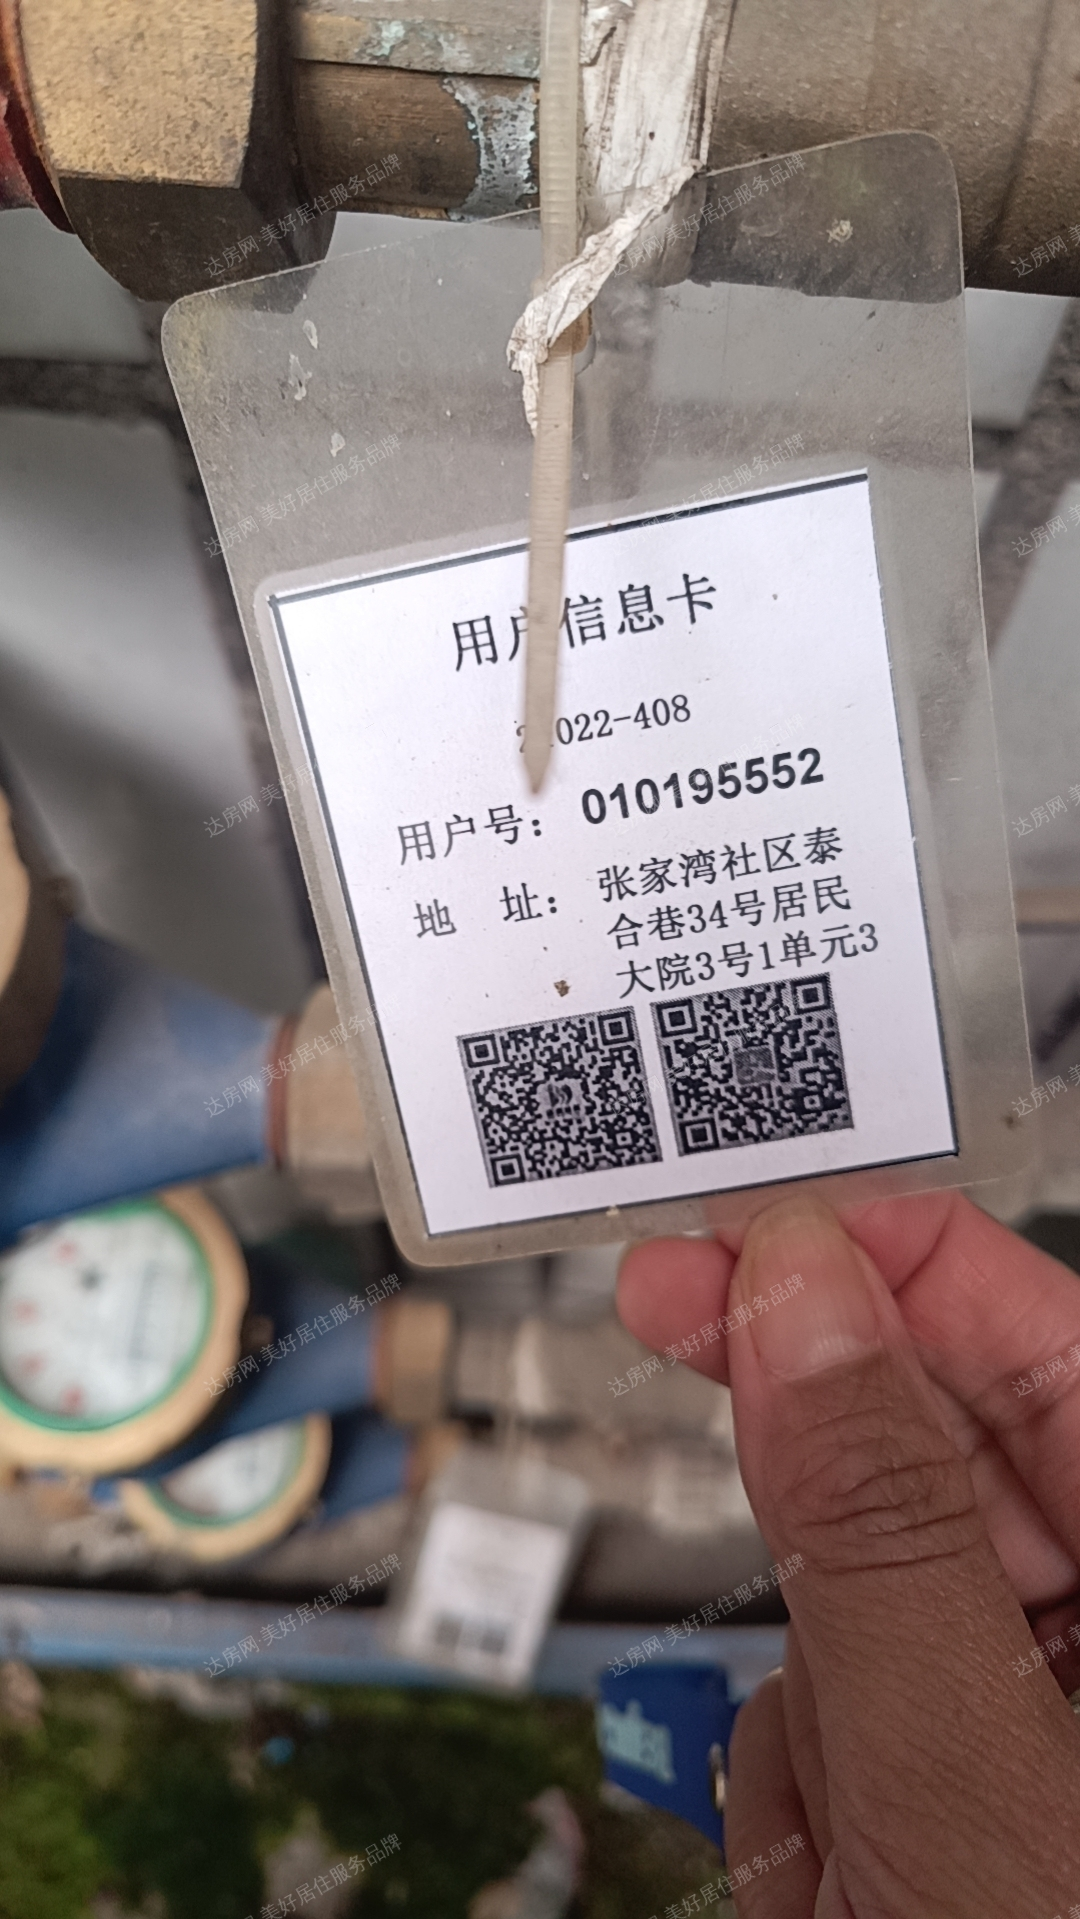 用户信息卡
022-408
用户号： 010195552
地 址： 张家湾社区泰
合巷34号居民
大院3号1单元3
达房网·美好居住服务品牌